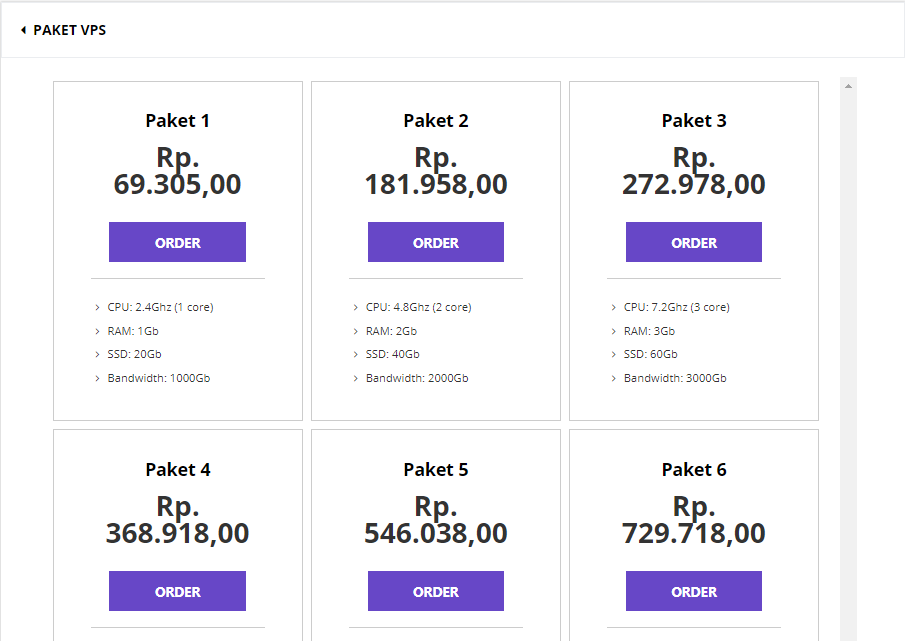 PAKET VPS
Paket 1
Rp.
69.305,00
ORDER
CPU: 2.4Ghz (1 core)
RAM: 1Gb
SSD: 20Gb
Bandwidth: 1000Gb
Paket 2
Rp.
181.958,00
ORDER
CPU: 4.8Ghz (2 core)
RAM: 2Gb
SSD: 40Gb
Bandwidth: 2000Gb
Paket 3
Rp.
272.978,00
ORDER
CPU: 7.2Ghz (3 core)
RAM: 3Gb
SSD: 60Gb
Bandwidth: 3000Gb
Paket 4
Rp.
368.918,00
ORDER
Paket 5
Rp.
546.038,00
ORDER
Paket 6
Rp.
729.718,00
ORDER